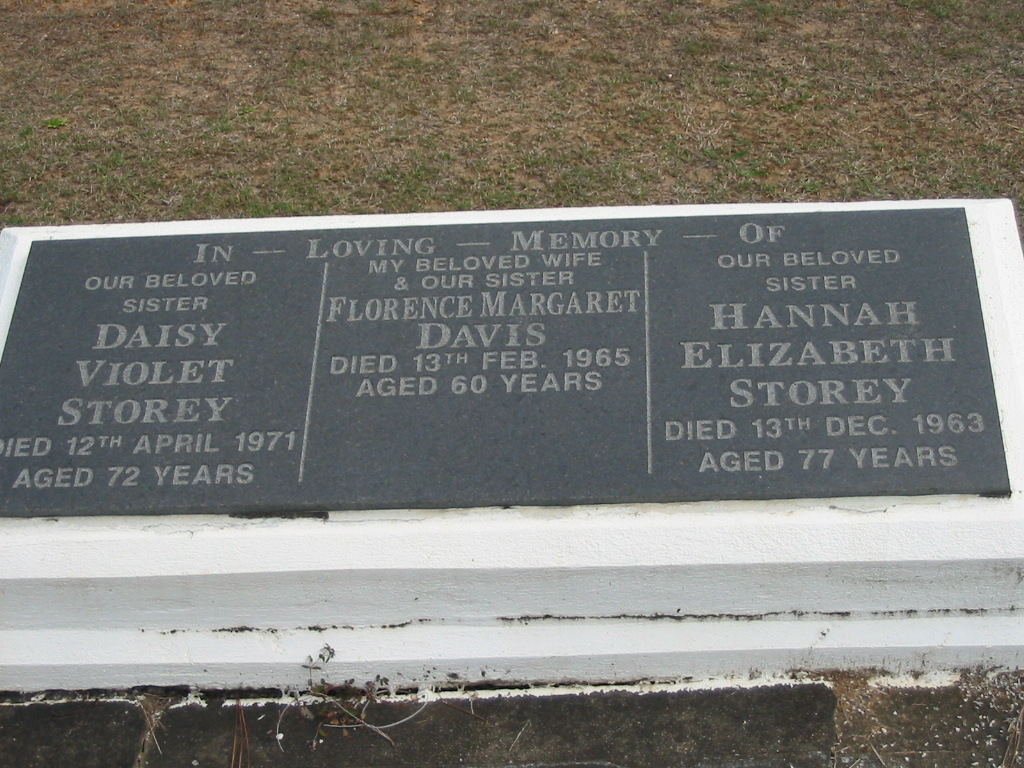 IN — LOVING — MEMORY — OF
OUR BELOVED
SISTER
DAISY
VIOLET
STOREY
DIED 12TH APRIL 1971
AGED 72 YEARS
MY BELOVED WIFE
& OUR SISTER
FLORENCE MARGARET
DAVIS
DIED 13TH FEB. 1965
AGED 60 YEARS
OUR BELOVED
SISTER
HANNAH
ELIZABETH
STOREY
DIED 13TH DEC. 1963
AGED 77 YEARS